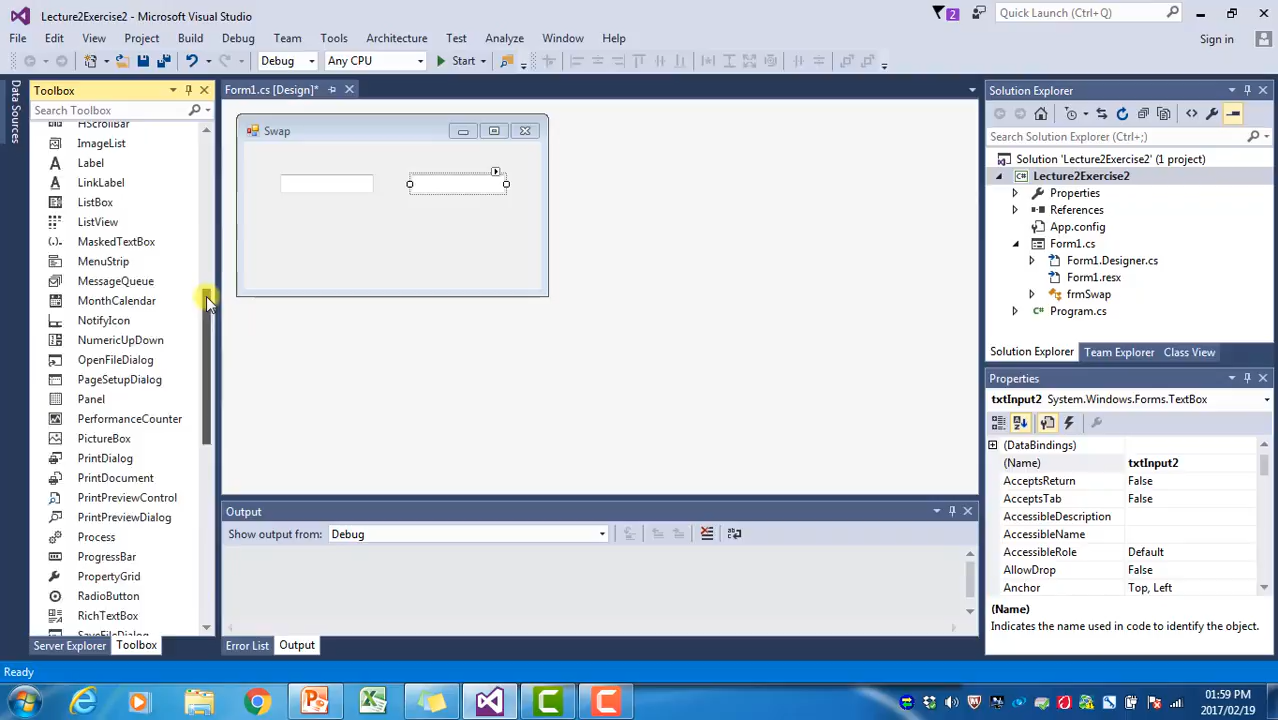 Lecture2Exercise2 - Microsoft Visual Studio
2
Quick Launch (Ctrl+Q)
File Edit View Project Build Debug Team Tools Architecture Test Analyze Window Help
Sign in
Debug Any CPU Start
Data Sources
Toolbox
Search Toolbox
HScrollBar
ImageList
Label
LinkLabel
ListBox
ListView
MaskedTextBox
MenuStrip
MessageQueue
MonthCalendar
NotifyIcon
NumericUpDown
OpenFileDialog
PageSetupDialog
Panel
PerformanceCounter
PictureBox
PrintDialog
PrintDocument
PrintPreviewControl
PrintPreviewDialog
Process
ProgressBar
PropertyGrid
RadioButton
RichTextBox
SaveFileDialog
Server Explorer Toolbox
Form1.cs [Design]*
Swap
Output
Show output from: Debug
Error List Output
Solution Explorer
Search Solution Explorer (Ctrl+;)
Solution 'Lecture2Exercise2' (1 project)
Lecture2Exercise2
Properties
References
App.config
Form1.cs
Form1.Designer.cs
Form1.resx
frmSwap
Program.cs
Solution Explorer Team Explorer Class View
Properties
txtInput2 System.Windows.Forms.TextBox
(DataBindings)
(Name) txtInput2
AcceptsReturn False
AcceptsTab False
AccessibleDescription
AccessibleName
AccessibleRole Default
AllowDrop False
Anchor Top, Left
(Name)
Indicates the name used in code to identify the object.
Ready
01:59 PM
2017/02/19